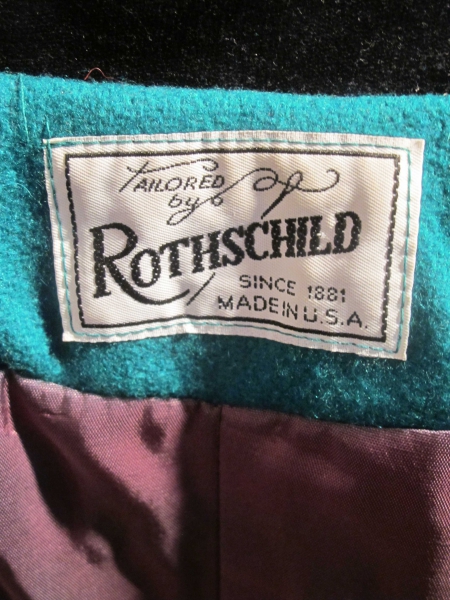 TAILORED
by
ROTHSCHILD
SINCE 1881
MADE IN U.S.A.